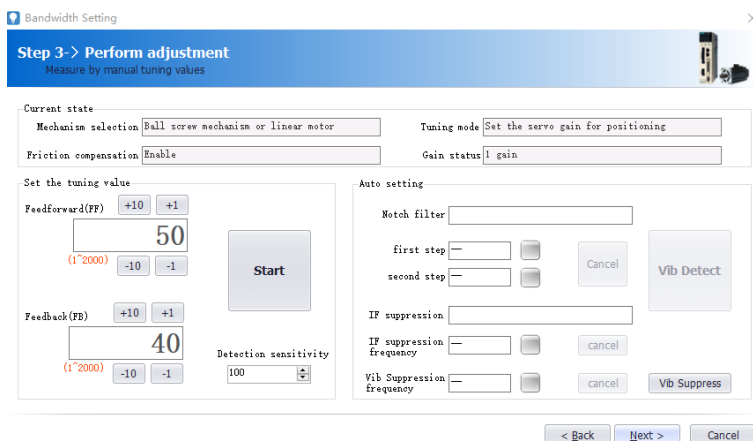 Bandwidth Setting
Step 3-> Perform adjustment
Measure by manual tuning values
Current state
Mechanism selection Ball screw mechanism or linear motor
Tuning mode Set the servo gain for positioning
Friction compensation Enable
Gain status 1 gain
Set the tuning value
Feedforward(FF) +10 +1
50
(1~2000) -10 -1
Start
Feedback(FB) +10 +1
40
(1~2000) -10 -1
Detection sensitivity
100
Auto setting
Notch filter
first step —
second step —
Cancel
Vib Detect
IF suppression
IF suppression
frequency — cancel
Vib Suppression
frequency — cancel Vib Suppress
< Back Next > Cancel